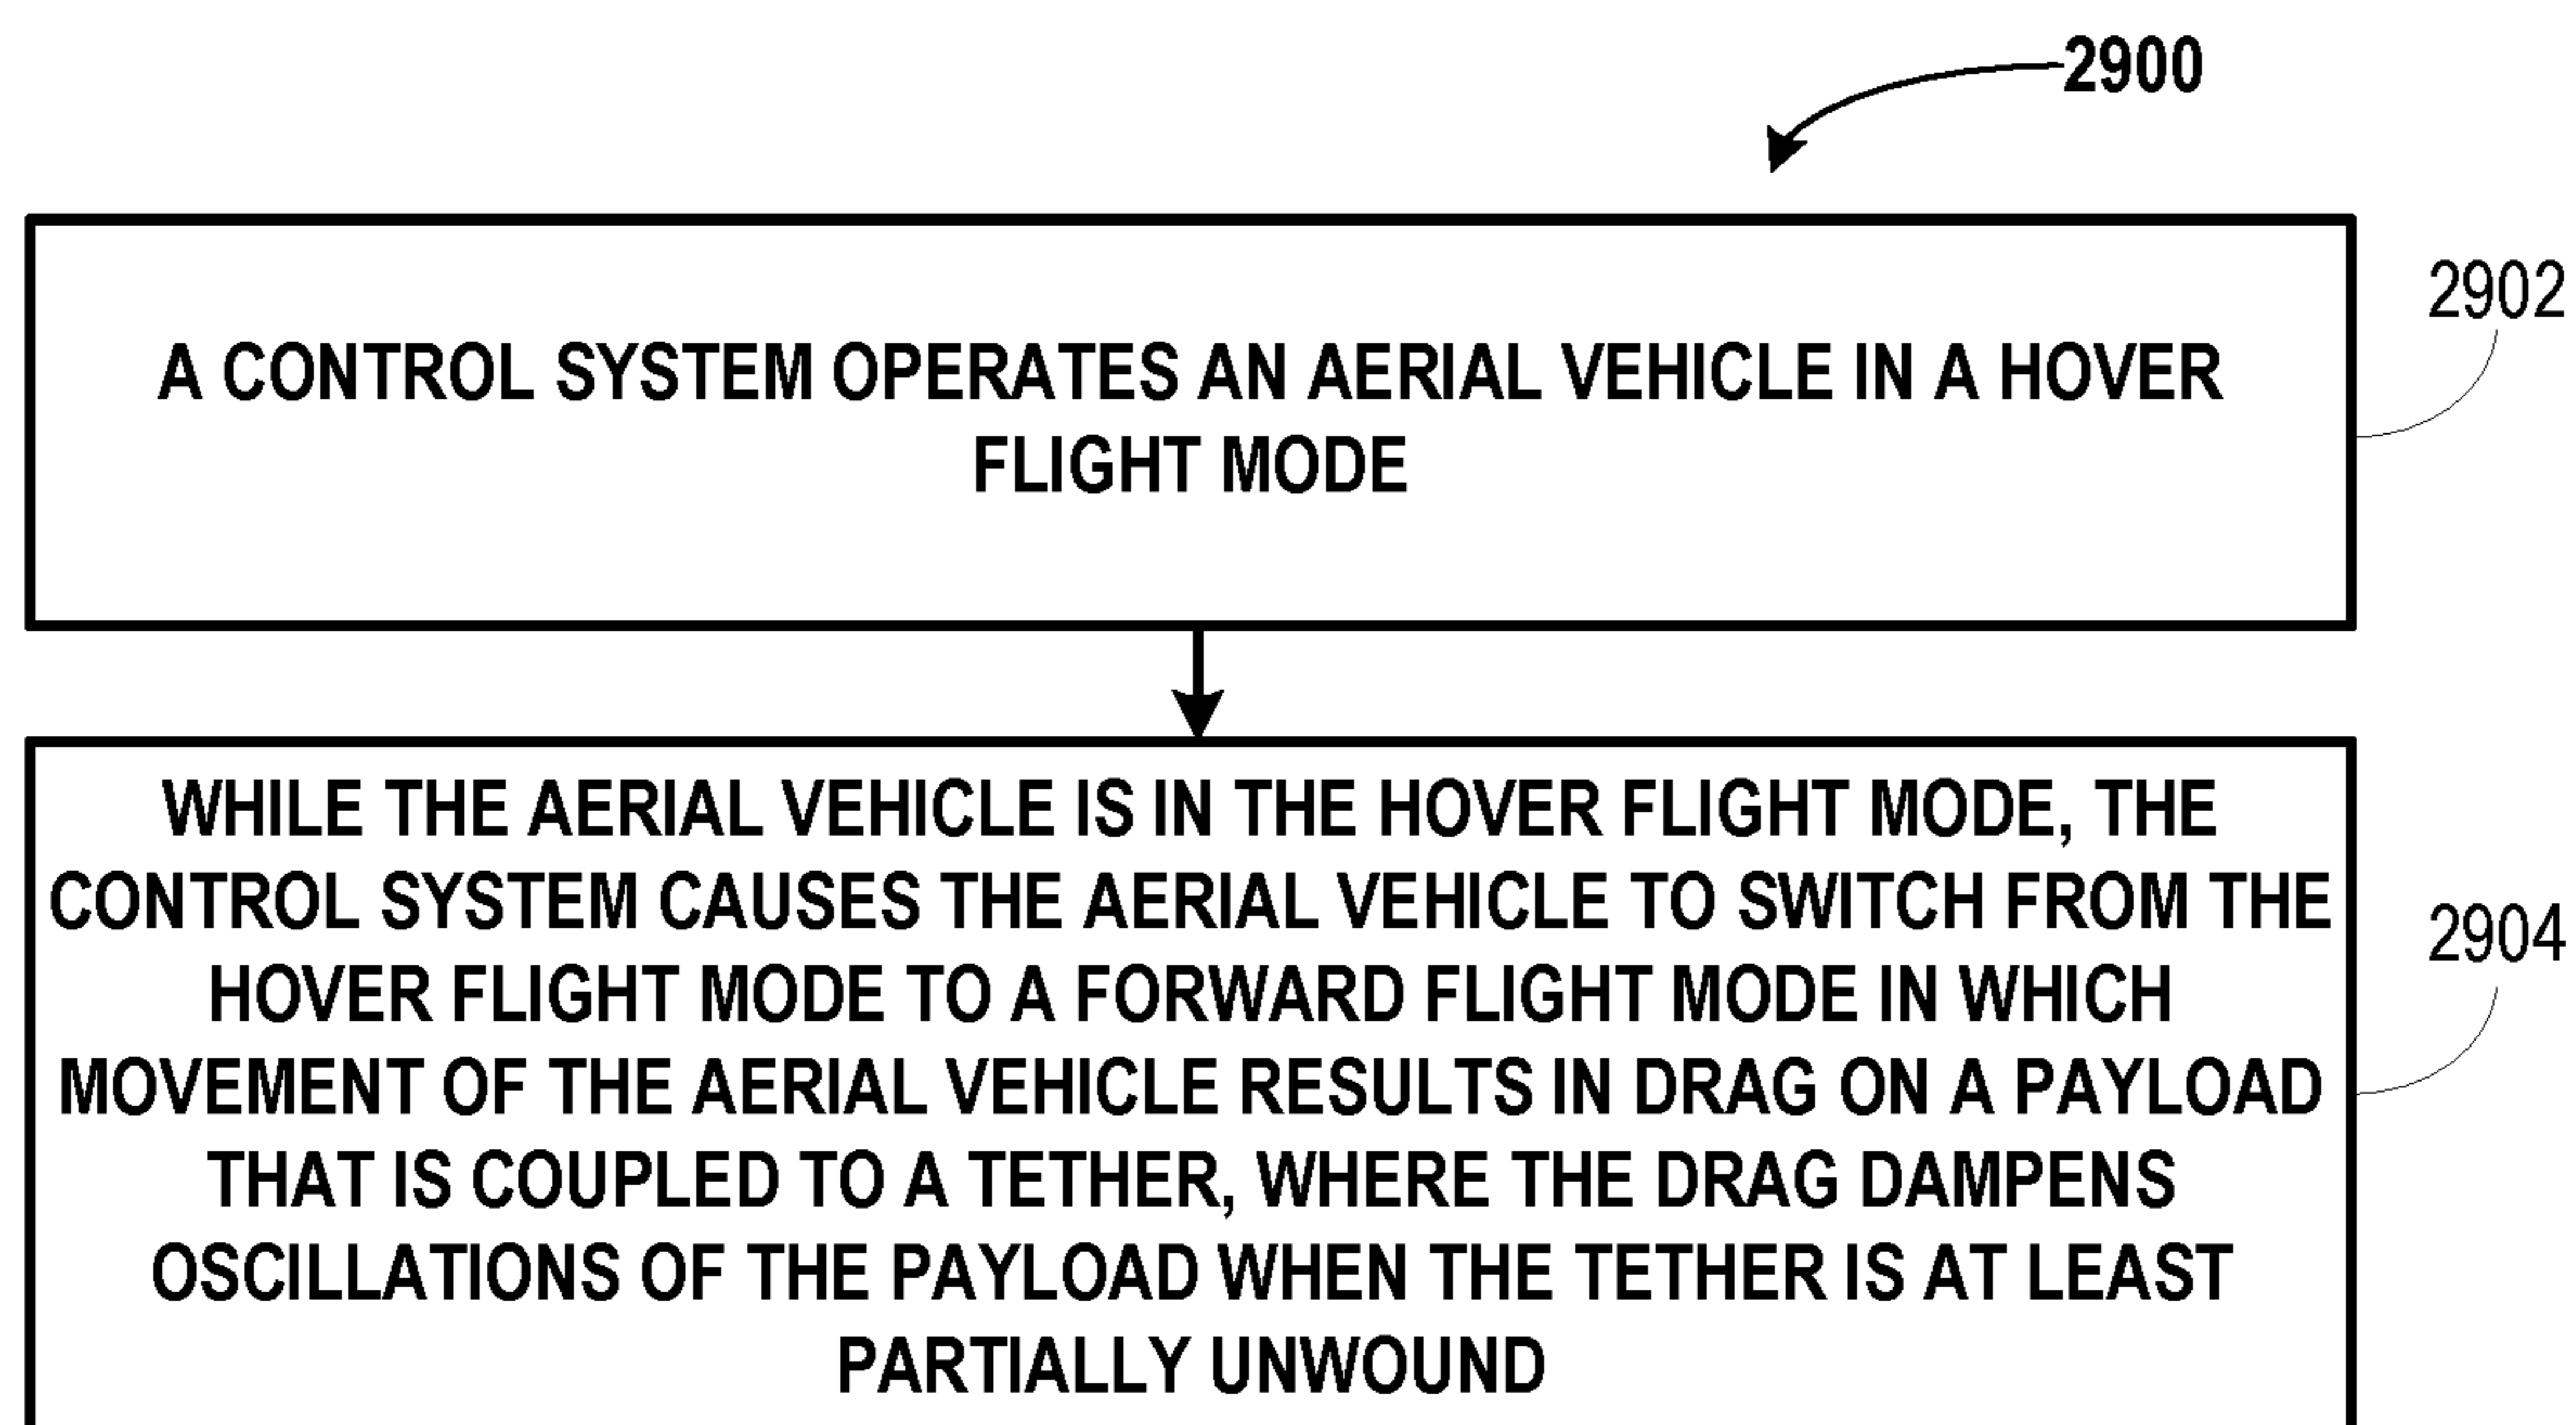 2900
A CONTROL SYSTEM OPERATES AN AERIAL VEHICLE IN A HOVER
FLIGHT MODE
2902
WHILE THE AERIAL VEHICLE IS IN THE HOVER FLIGHT MODE, THE
CONTROL SYSTEM CAUSES THE AERIAL VEHICLE TO SWITCH FROM THE
HOVER FLIGHT MODE TO A FORWARD FLIGHT MODE IN WHICH
MOVEMENT OF THE AERIAL VEHICLE RESULTS IN DRAG ON A PAYLOAD
THAT IS COUPLED TO A TETHER, WHERE THE DRAG DAMPENS
OSCILLATIONS OF THE PAYLOAD WHEN THE TETHER IS AT LEAST
PARTIALLY UNWOUND
2904